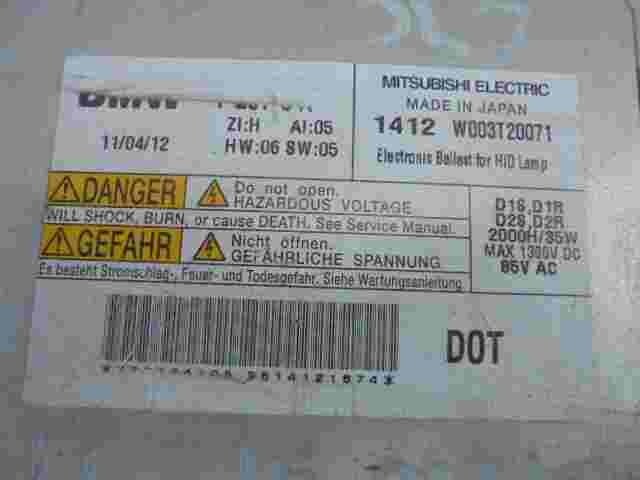 BMW
11/04/12
ZI:H AI:05
HW:06 SW:05
MITSUBISHI ELECTRIC
MADE IN JAPAN
1412 W003T20071
Electronic Ballast for HID Lamp
DANGER
Do not open.
HAZARDOUS VOLTAGE
WILL SHOCK, BURN, or cause DEATH. See Service Manual.
GEFAHR
Nicht öffnen.
GEFÄHRLICHE SPANNUNG
Es besteht Stromschlag-, Feuer- und Todesgefahr. Siehe Wartungsanleitung.
D1S,D1R
D2S,D2R
2000H/35W
MAX 1300V DC
85V AC
DOT